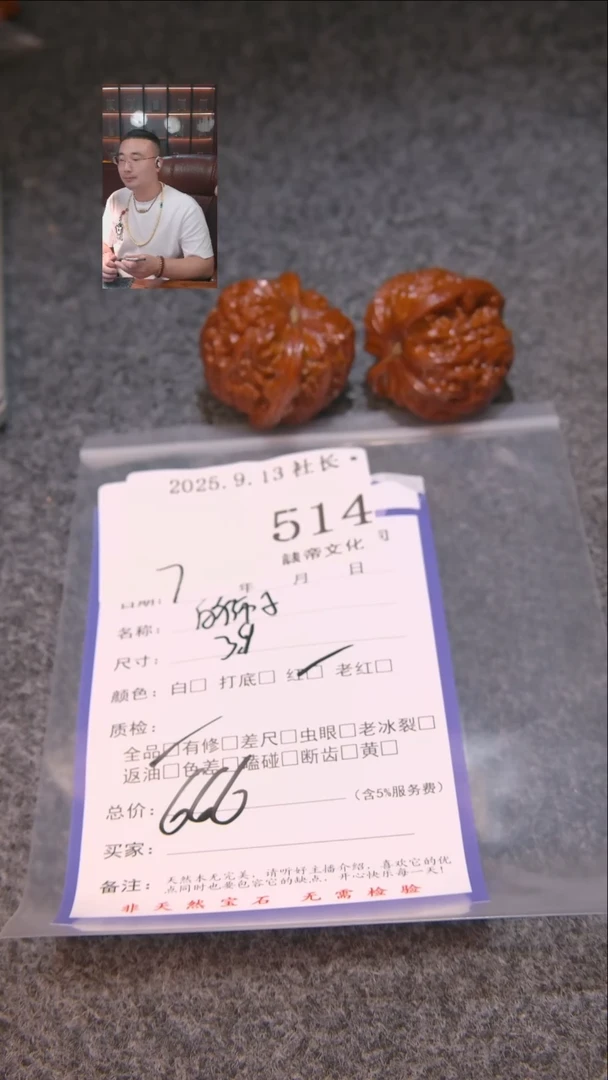 2025.9.13社长·
514
諕帝文化 司
日期: 7 年 月 日
名称: 白狮子
尺寸: 39
颜色: 白□ 打底□ 红□ 老红□
质检:
全品□有修□差尺□虫眼□老冰裂□
返油□色差□磕碰□断齿□黄□
总价: 666 (含5%服务费)
买家:
备注: 天然本无完美，请听好主播介绍，喜欢它的优
点同时也要包容它的缺点，开心快乐每一天！
非天然宝石 无需检验